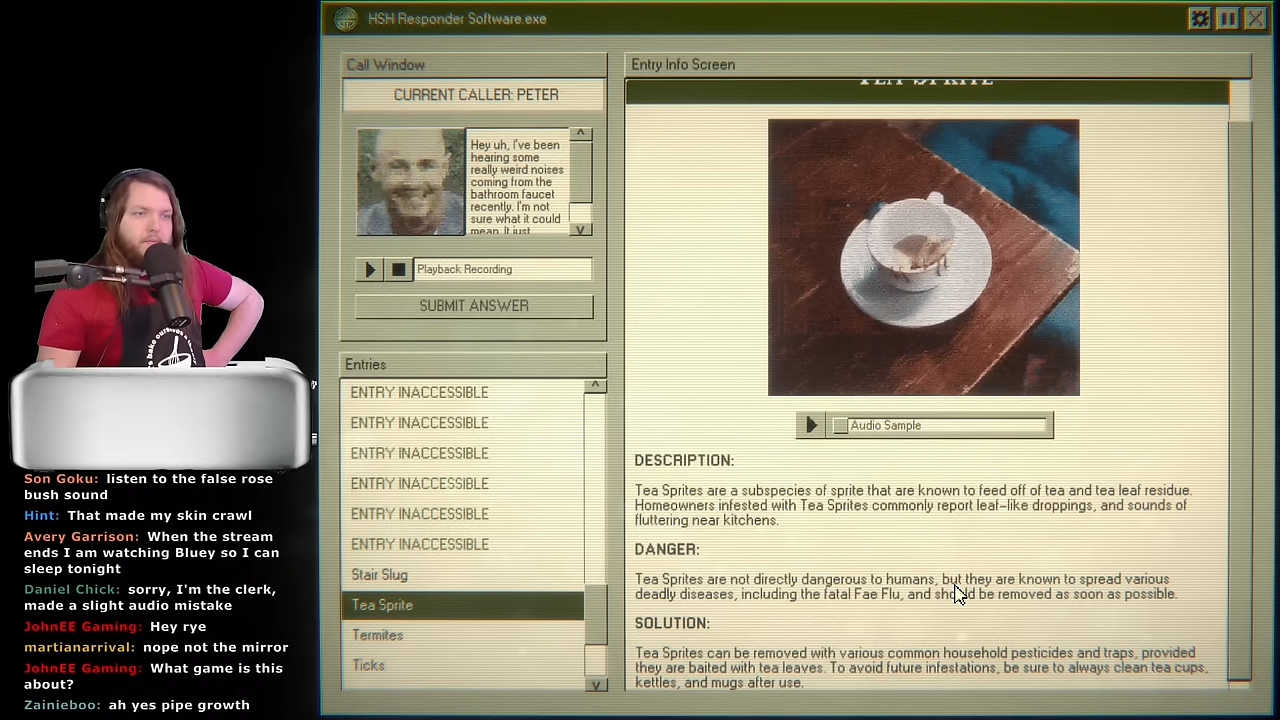 HSH Responder Software.exe
Call Window
CURRENT CALLER: PETER
Hey uh, I've been
hearing some
really weird noises
coming from the
bathroom faucet
recently. I'm not
sure what it could
mean. It just
Playback Recording
SUBMIT ANSWER
Entries
ENTRY INACCESSIBLE
ENTRY INACCESSIBLE
ENTRY INACCESSIBLE
ENTRY INACCESSIBLE
ENTRY INACCESSIBLE
ENTRY INACCESSIBLE
Stair Slug
Tea Sprite
Termites
Ticks
Entry Info Screen
TEA SPRITE
Audio Sample
DESCRIPTION:
Tea Sprites are a subspecies of sprite that are known to feed off of tea and tea leaf residue.
Homeowners infested with Tea Sprites commonly report leaf-like droppings, and sounds of
fluttering near kitchens.
DANGER:
Tea Sprites are not directly dangerous to humans, but they are known to spread various
deadly diseases, including the fatal Fae Flu, and should be removed as soon as possible.
SOLUTION:
Tea Sprites can be removed with various common household pesticides and traps, provided
they are baited with tea leaves. To avoid future infestations, be sure to always clean tea cups,
kettles, and mugs after use.
Son Goku: listen to the false rose
bush sound
Hint: That made my skin crawl
Avery Garrison: When the stream
ends I am watching Bluey so I can
sleep tonight
Daniel Chick: sorry, I'm the clerk,
made a slight audio mistake
JohnEE Gaming: Hey rye
martianarrival: nope not the mirror
JohnEE Gaming: What game is this
about?
Zainieboo: ah yes pipe growth